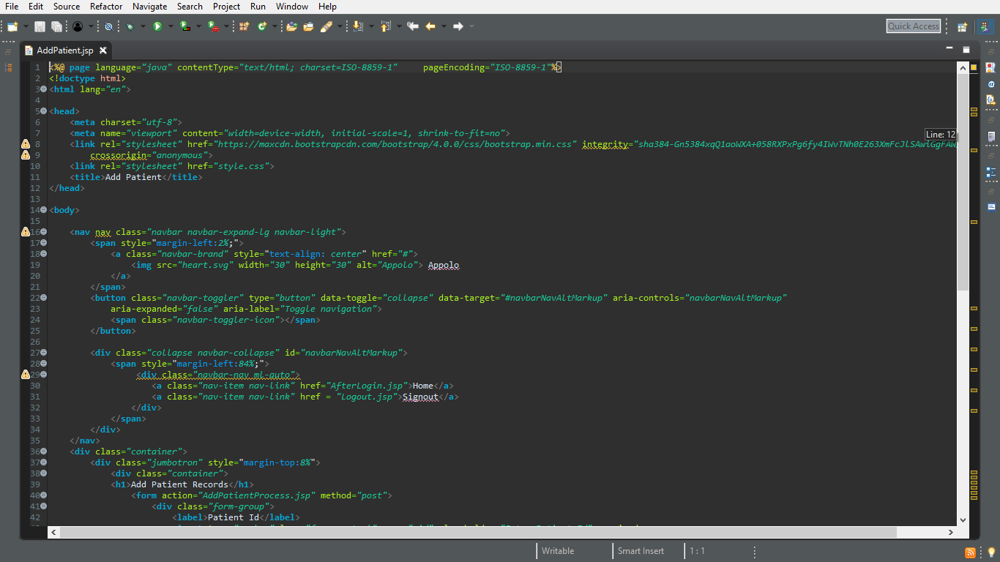 File Edit Source Refactor Navigate Search Project Run Window Help
Quick Access
AddPatient.jsp
1 <%@ page language="java" contentType="text/html; charset=ISO-8859-1" pageEncoding="ISO-8859-1"%>
2 <!doctype html>
3 <html lang="en">
4
5 <head>
6 <meta charset="utf-8">
7 <meta name="viewport" content="width=device-width, initial-scale=1, shrink-to-fit=no">
Line: 12
8 <link rel="stylesheet" href="https://maxcdn.bootstrapcdn.com/bootstrap/4.0.0/css/bootstrap.min.css" integrity="sha384-Gn5384xqQ1aoWXA+058RXPxPg6fy4IWvTNh0E263XmFcJlSAwiGgFAW
9 crossorigin="anonymous">
10 <link rel="stylesheet" href="style.css">
11 <title>Add Patient</title>
12 </head>
13
14 <body>
15
16 <nav nav class="navbar navbar-expand-lg navbar-light">
17 <span style="margin-left:2%;">
18 <a class="navbar-brand" style="text-align: center" href="#">
19 <img src="heart.svg" width="30" height="30" alt="Appolo"> Appolo
20 </a>
21 </span>
22 <button class="navbar-toggler" type="button" data-toggle="collapse" data-target="#navbarNavAltMarkup" aria-controls="navbarNavAltMarkup"
23 aria-expanded="false" aria-label="Toggle navigation">
24 <span class="navbar-toggler-icon"></span>
25 </button>
26
27 <div class="collapse navbar-collapse" id="navbarNavAltMarkup">
28 <span style="margin-left:84%;">
29 <div class="navbar-nav ml-auto">
30 <a class="nav-item nav-link" href="AfterLogin.jsp">Home</a>
31 <a class="nav-item nav-link" href = "Logout.jsp">Signout</a>
32 </div>
33 </span>
34 </div>
35 </nav>
36 <div class="container">
37 <div class="jumbotron" style="margin-top:8%">
38 <div class="container">
39 <h1>Add Patient Records</h1>
40 <form action="AddPatientProcess.jsp" method="post">
41 <div class="form-group">
42 <label>Patient Id</label>
Writable Smart Insert 1 : 1